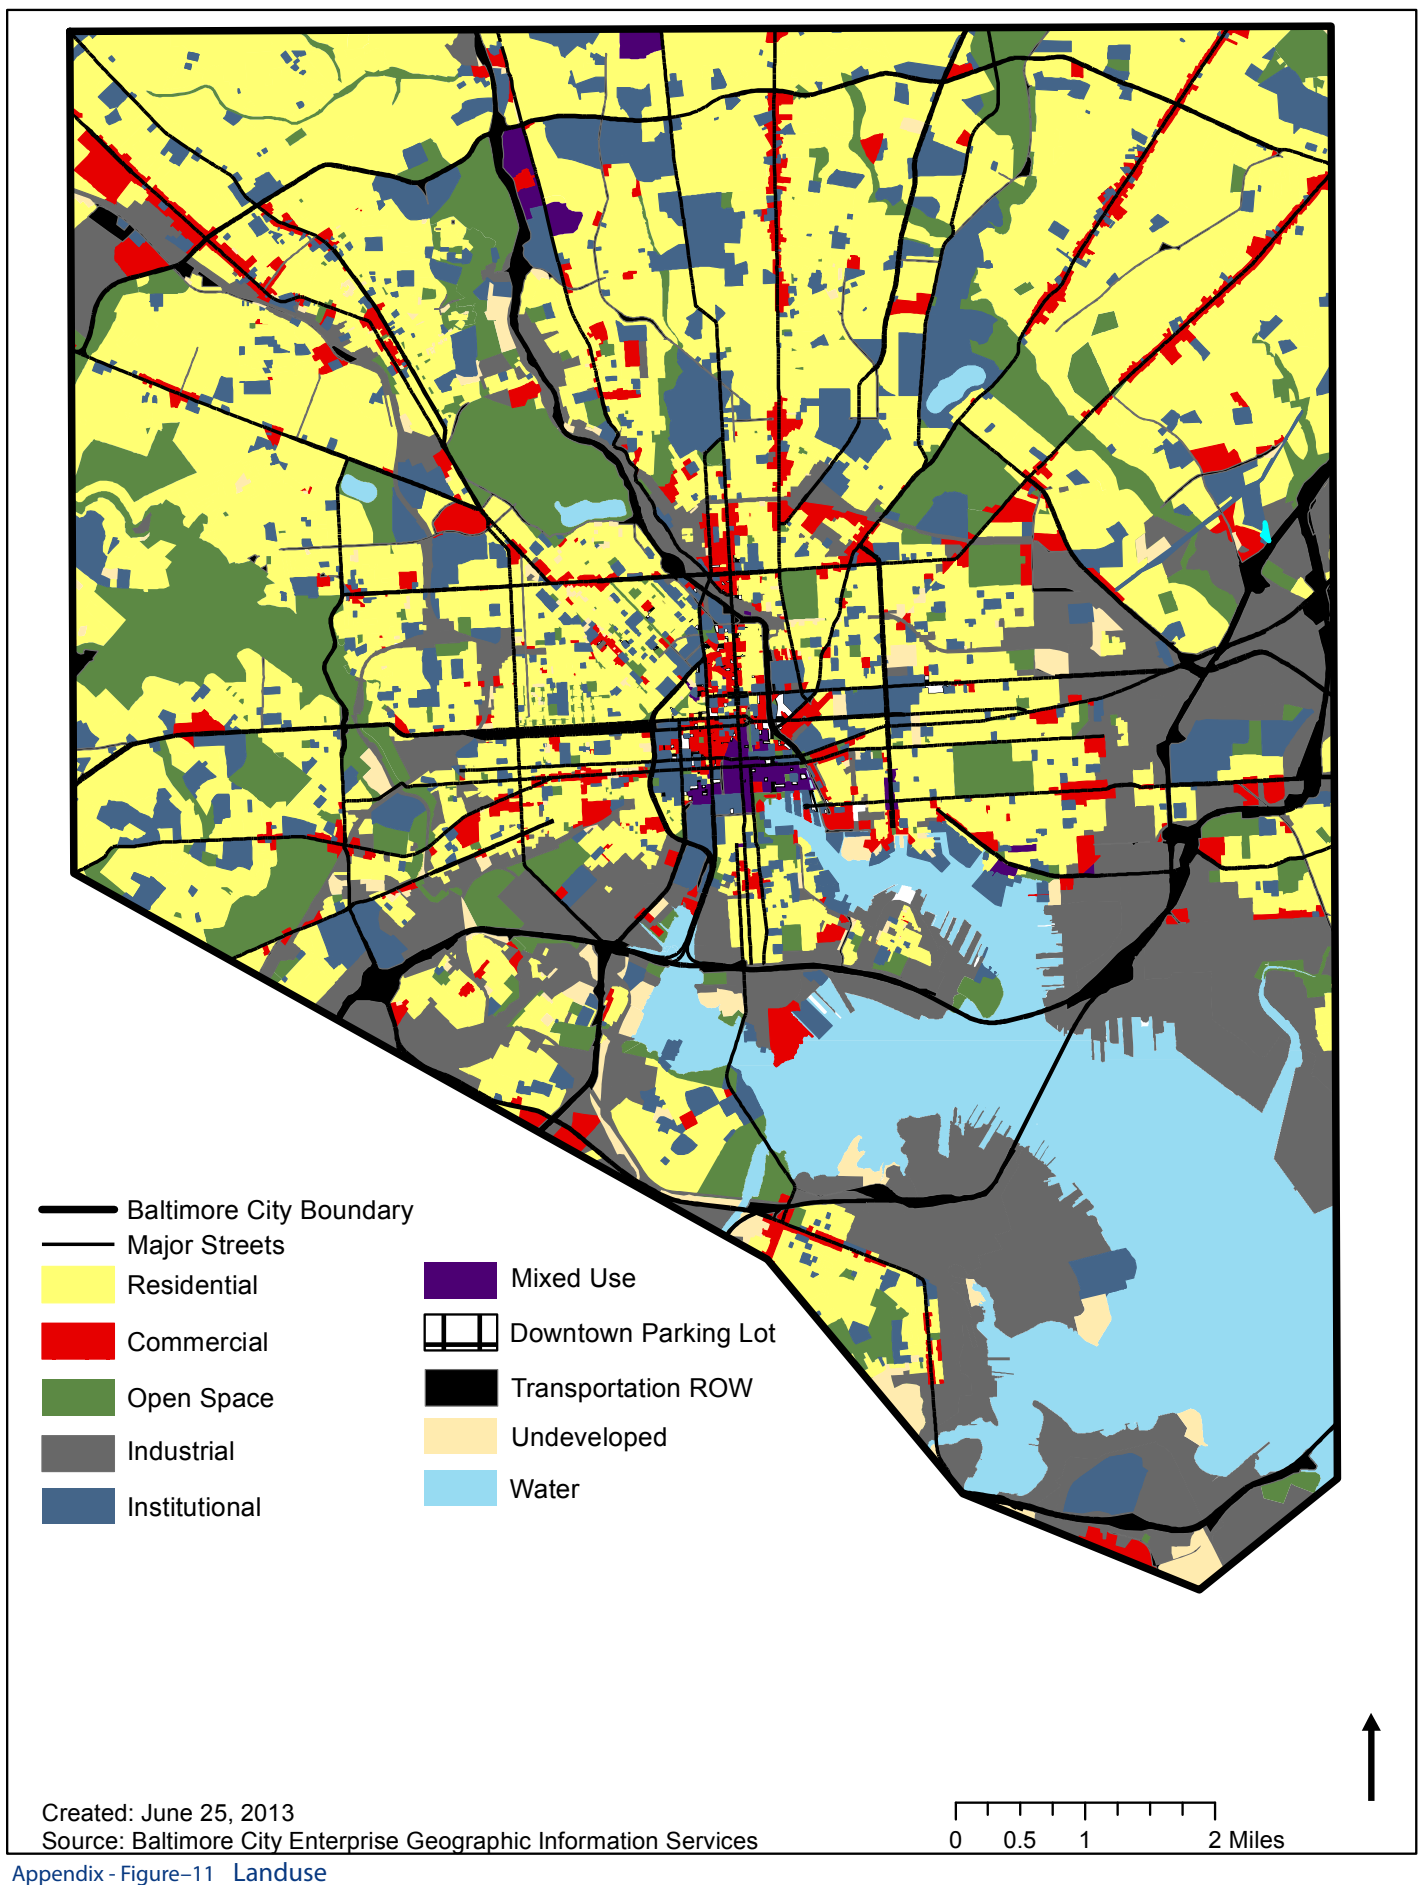 Baltimore City Boundary
Major Streets
Residential
Commercial
Open Space
Industrial
Institutional
Mixed Use
Downtown Parking Lot
Transportation ROW
Undeveloped
Water
Created: June 25, 2013
Source: Baltimore City Enterprise Geographic Information Services
0 0.5 1 2 Miles
Appendix - Figure–11 Landuse